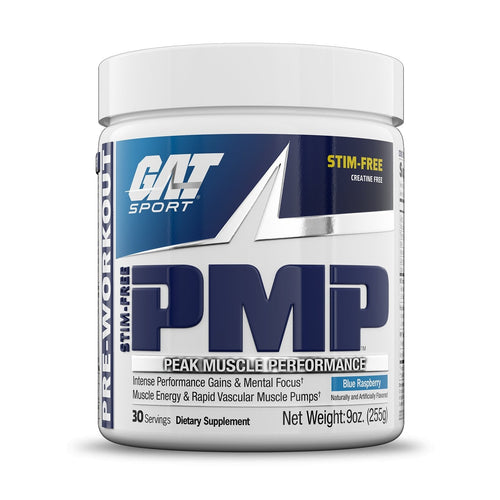 GAT
SPORT
STIM-FREE
CREATINE FREE
PRE-WORKOUT
STIM-FREE
PMP™
PEAK MUSCLE PERFORMANCE
Intense Performance Gains & Mental Focus†
Muscle Energy & Rapid Vascular Muscle Pumps†
Blue Raspberry
Naturally and Artificially Flavored
30 Servings Dietary Supplement
Net Weight:9oz. (255g)